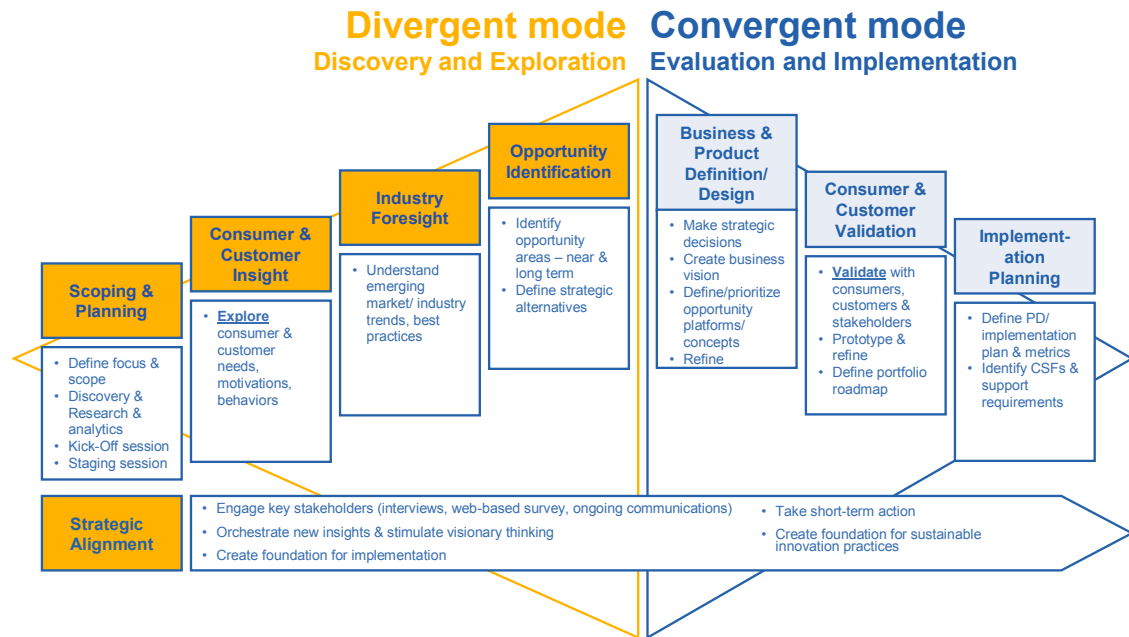 Divergent mode
Discovery and Exploration
Convergent mode
Evaluation and Implementation
Scoping &
Planning
• Define focus &
scope
• Discovery &
Research &
analytics
• Kick-Off session
• Staging session
Consumer &
Customer
Insight
• Explore
consumer &
customer
needs,
motivations,
behaviors
Industry
Foresight
• Understand
emerging
market/ industry
trends, best
practices
Opportunity
Identification
• Identify
opportunity
areas – near &
long term
• Define strategic
alternatives
Business &
Product
Definition/
Design
• Make strategic
decisions
• Create business
vision
• Define/prioritize
opportunity
platforms/
concepts
• Refine
Consumer &
Customer
Validation
• Validate with
consumers,
customers &
stakeholders
• Prototype &
refine
• Define portfolio
roadmap
Implement-
ation
Planning
• Define PD/
implementation
plan & metrics
• Identify CSFs &
support
requirements
Strategic
Alignment
• Engage key stakeholders (interviews, web-based survey, ongoing communications)
• Orchestrate new insights & stimulate visionary thinking
• Create foundation for implementation
• Take short-term action
• Create foundation for sustainable
innovation practices